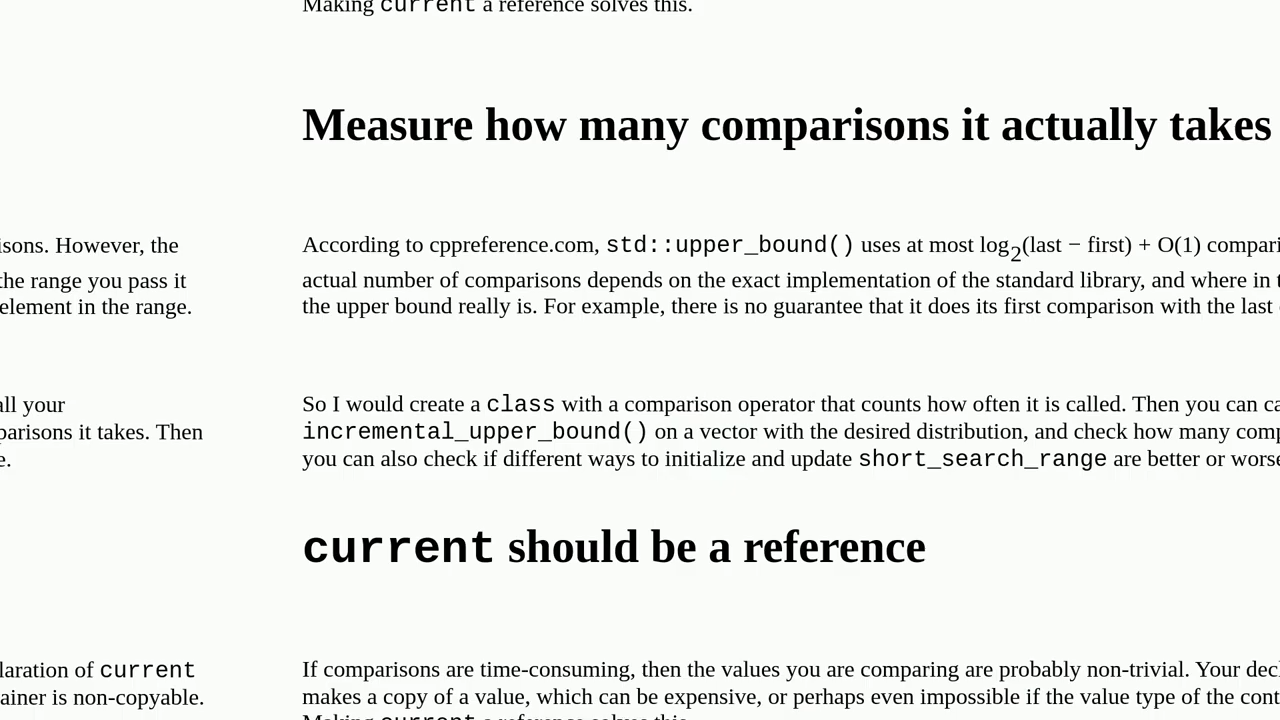 isons. However, the
the range you pass it
element in the range.
all your
parisons it takes. Then
e.
laration of current
ainer is non-copyable.
Making current a reference solves this.
Measure how many comparisons it actually takes
According to cppreference.com, std::upper_bound() uses at most log2(last − first) + O(1) compari
actual number of comparisons depends on the exact implementation of the standard library, and where in t
the upper bound really is. For example, there is no guarantee that it does its first comparison with the last
So I would create a class with a comparison operator that counts how often it is called. Then you can ca
incremental_upper_bound() on a vector with the desired distribution, and check how many comp
you can also check if different ways to initialize and update short_search_range are better or worse
current should be a reference
If comparisons are time-consuming, then the values you are comparing are probably non-trivial. Your decl
makes a copy of a value, which can be expensive, or perhaps even impossible if the value type of the cont
Making current a reference solves this.